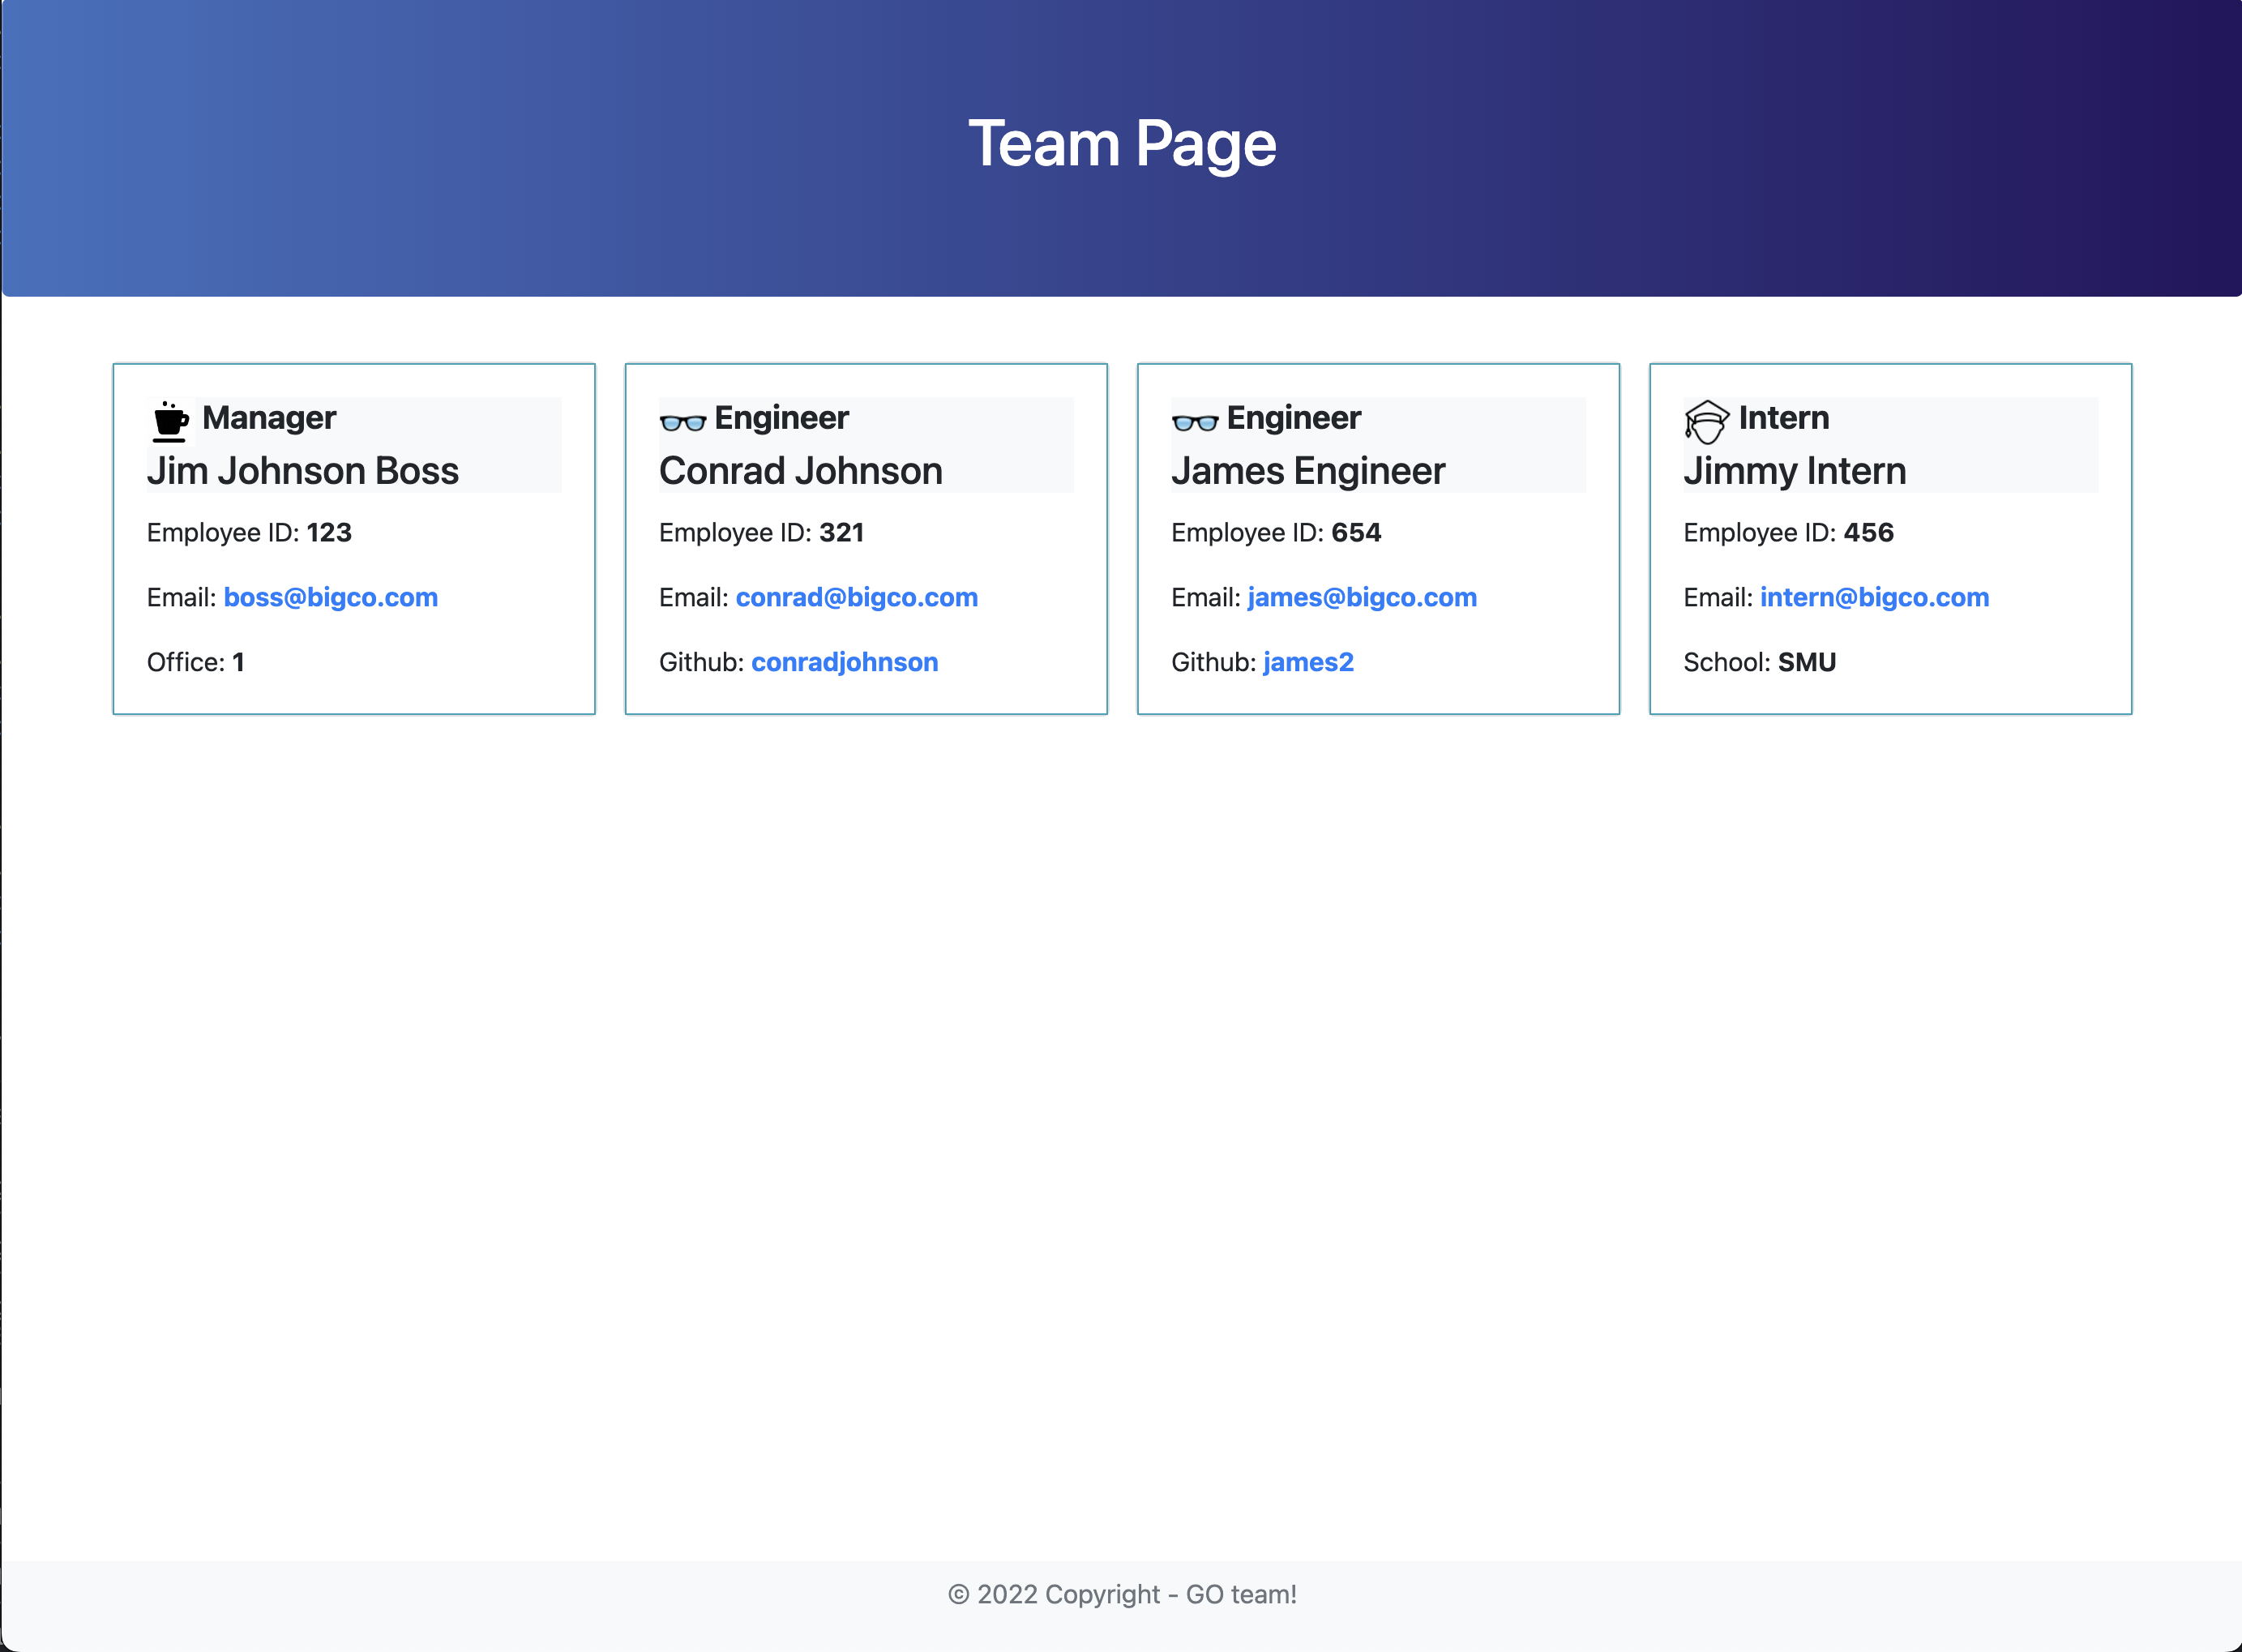 Team Page
Manager
Jim Johnson Boss
Employee ID: 123
Email: boss@bigco.com
Office: 1
Engineer
Conrad Johnson
Employee ID: 321
Email: conrad@bigco.com
Github: conradjohnson
Engineer
James Engineer
Employee ID: 654
Email: james@bigco.com
Github: james2
Intern
Jimmy Intern
Employee ID: 456
Email: intern@bigco.com
School: SMU
© 2022 Copyright - GO team!